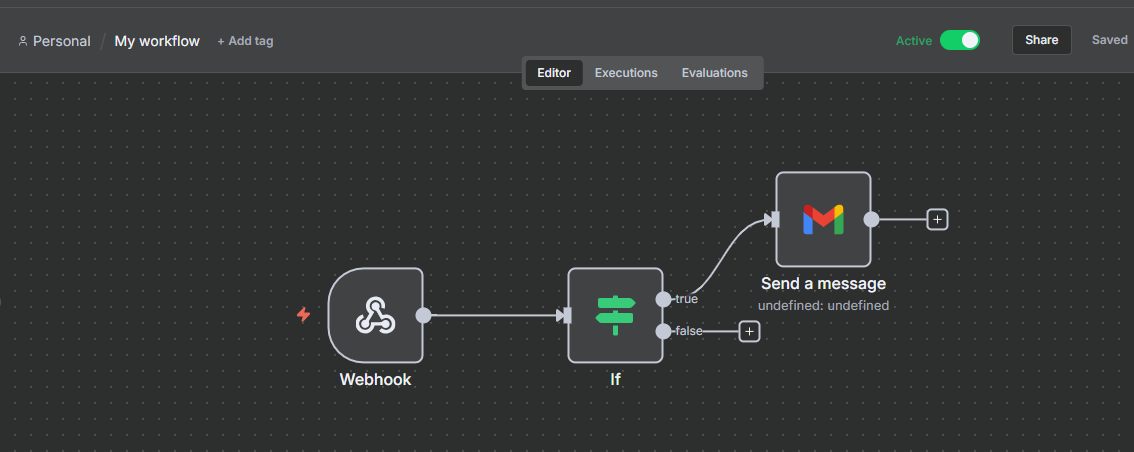 Personal / My workflow + Add tag
Active Share Saved
Editor Executions Evaluations
true
false
Send a message
undefined: undefined
Webhook
If